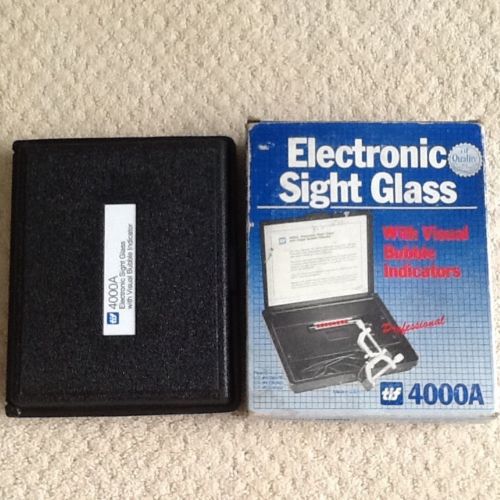 tif 4000A
Electronic Sight Glass
with Visual Bubble Indicator
Electronic
Sight Glass
Quality
With Visual
Bubble
Indicators
Professional
tif 4000A